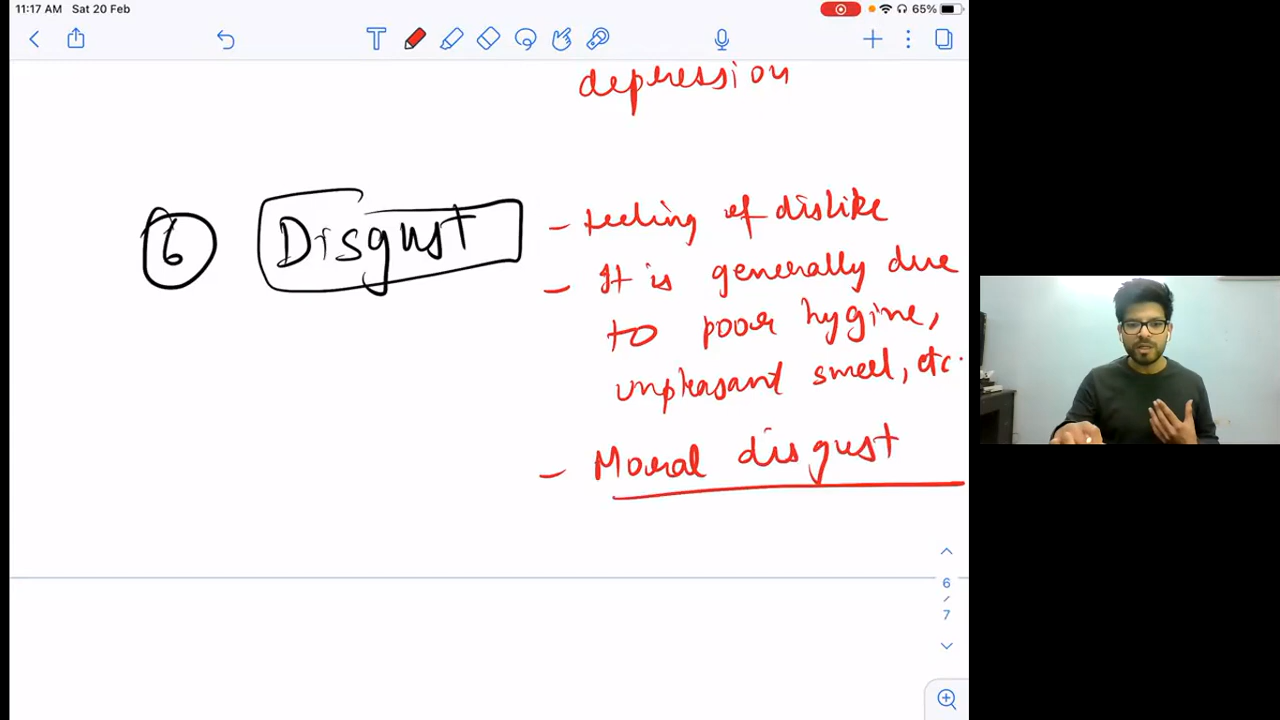 11:17 AM Sat 20 Feb
65%
T
depression
6 Disgust
- feeling of dislike
- It is generally due
to poor hygine,
unpleasant smell, etc.
- Moral disgust
6
/
7